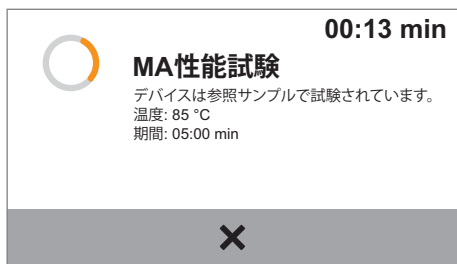 00:13 min
MA性能試験
デバイスは参照サンプルで試験されています。
温度: 85 °C
期間: 05:00 min